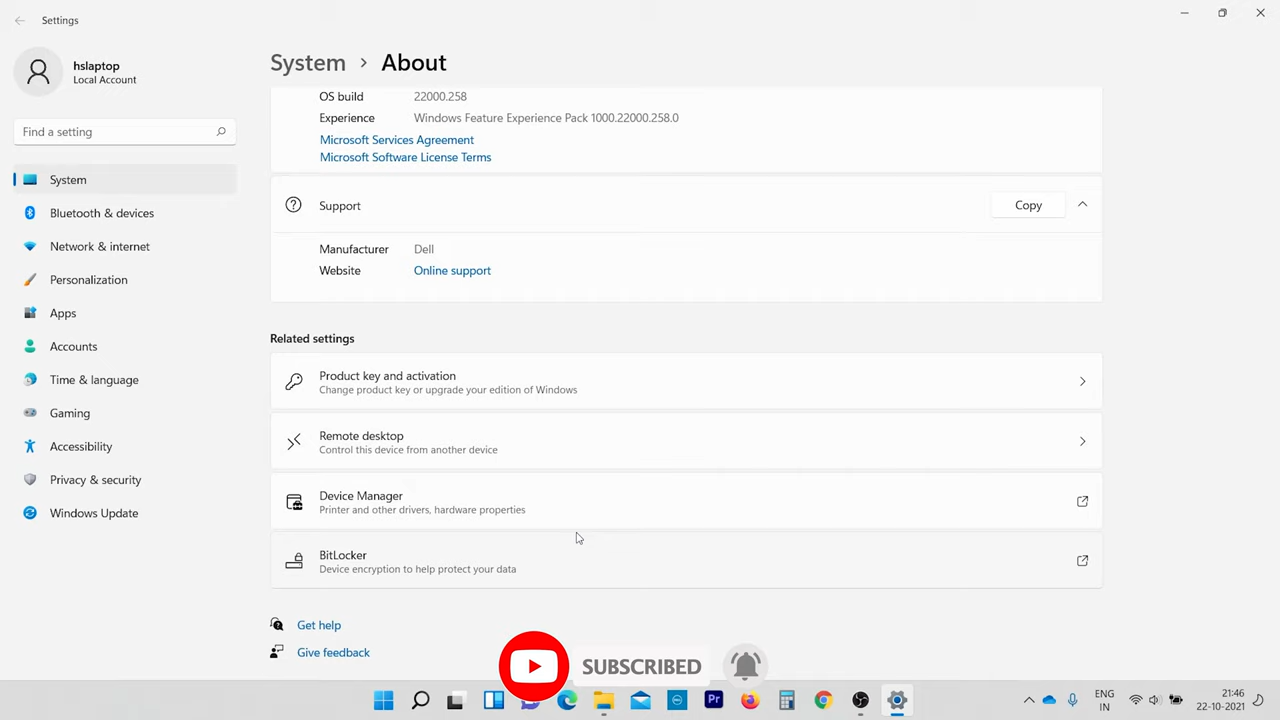 Settings
hslaptop
Local Account
Find a setting
System
Bluetooth & devices
Network & internet
Personalization
Apps
Accounts
Time & language
Gaming
Accessibility
Privacy & security
Windows Update
System > About
OS build 22000.258
Experience Windows Feature Experience Pack 1000.22000.258.0
Microsoft Services Agreement
Microsoft Software License Terms
Support Copy
Manufacturer Dell
Website Online support
Related settings
Product key and activation
Change product key or upgrade your edition of Windows
Remote desktop
Control this device from another device
Device Manager
Printer and other drivers, hardware properties
BitLocker
Device encryption to help protect your data
Get help
Give feedback
SUBSCRIBED
Pr
ENG
IN
21:46
22-10-2021